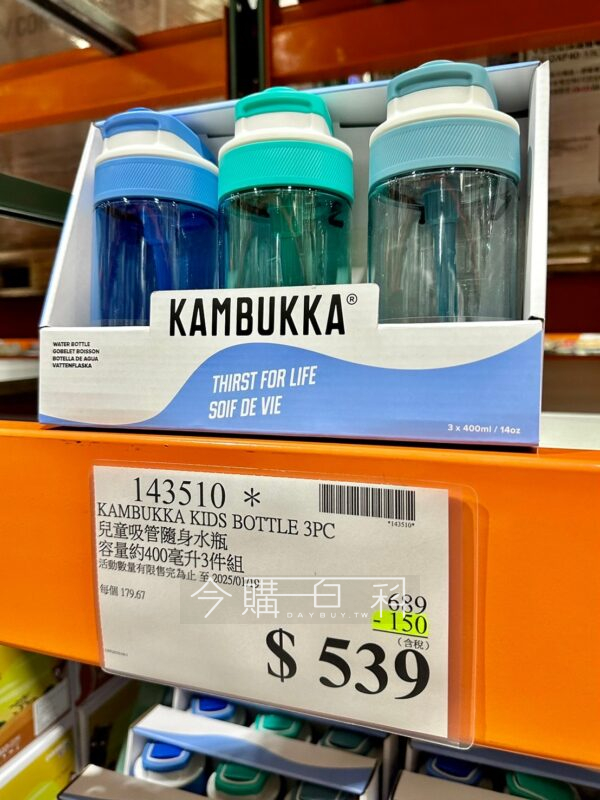 KAMBUKKA®
WATER BOTTLE
GOBELET BOISSON
BOTELLA DE AGUA
VATTENFLASKA
THIRST FOR LIFE
SOIF DE VIE
3 x 400ml / 14oz
143510 *
*143510*
KAMBUKKA KIDS BOTTLE 3PC
兒童吸管隨身水瓶
容量約400毫升3件組
活動數量有限售完為止 至 2025/01/19
每個 179.67
今購百科
DAYBUY.TW
689
- 150
(含稅)
$ 539